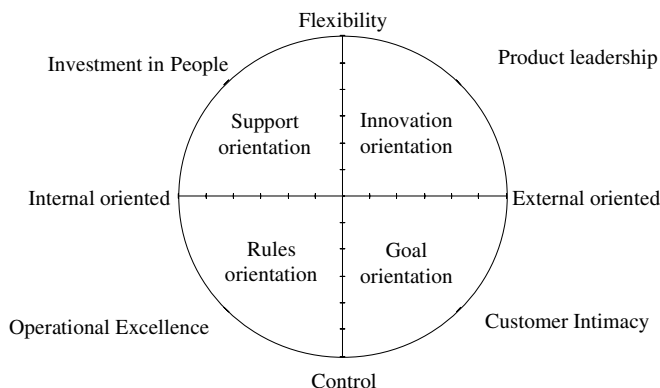 Flexibility
Investment in People
Product leadership
Support
orientation
Innovation
orientation
Internal oriented
External oriented
Rules
orientation
Goal
orientation
Operational Excellence
Customer Intimacy
Control